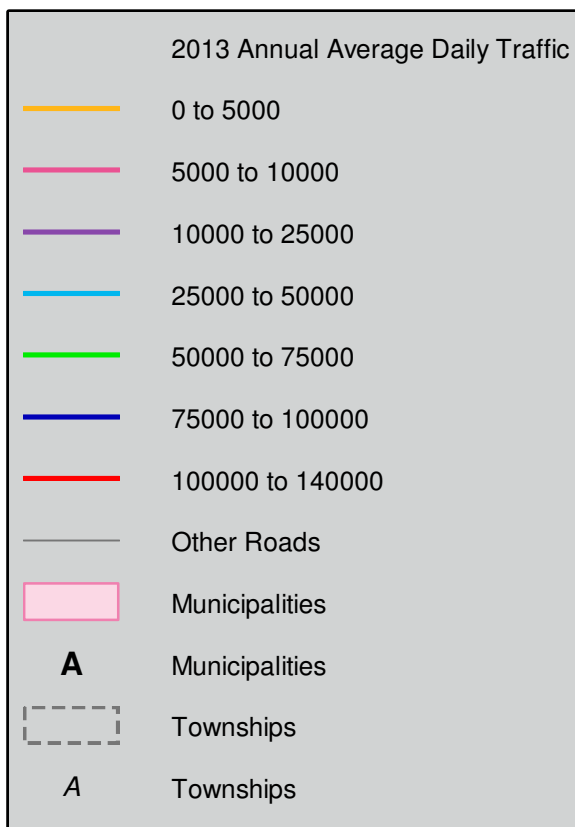 2013 Annual Average Daily Traffic
0 to 5000
5000 to 10000
10000 to 25000
25000 to 50000
50000 to 75000
75000 to 100000
100000 to 140000
Other Roads
Municipalities
A Municipalities
Townships
A Townships